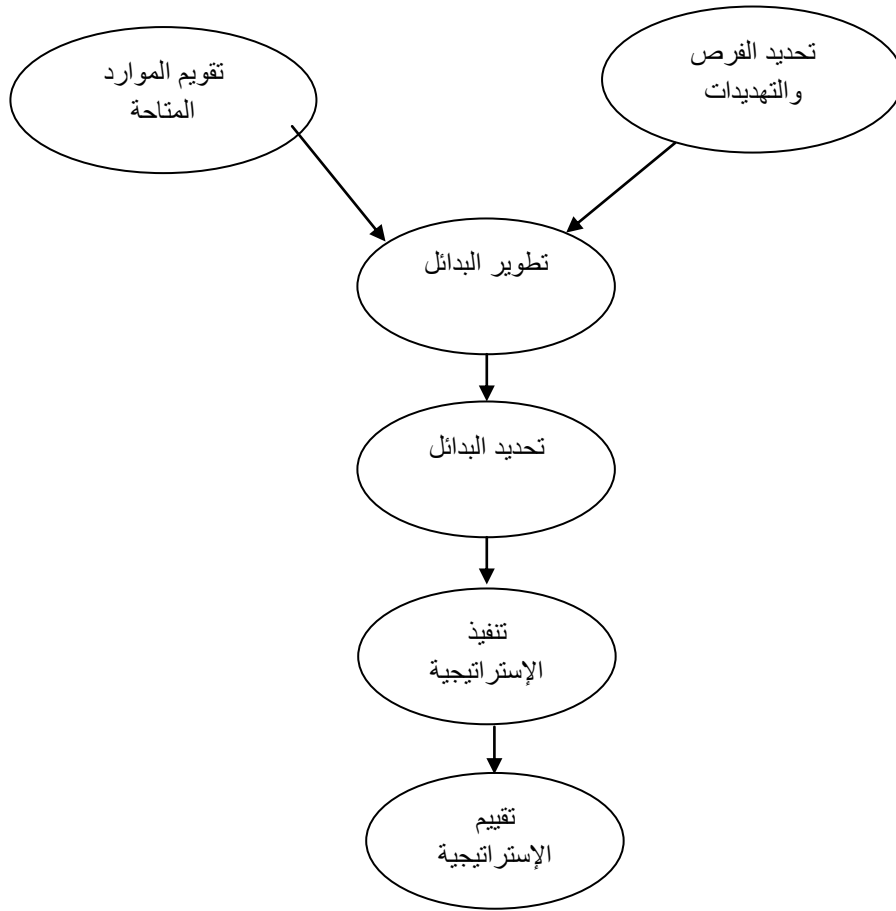 تحديد الفرص
والتهديدات
تقويم الموارد
المتاحة
تطوير البدائل
تحديد البدائل
تنفيذ
الإستراتيجية
تقييم
الإستراتيجية